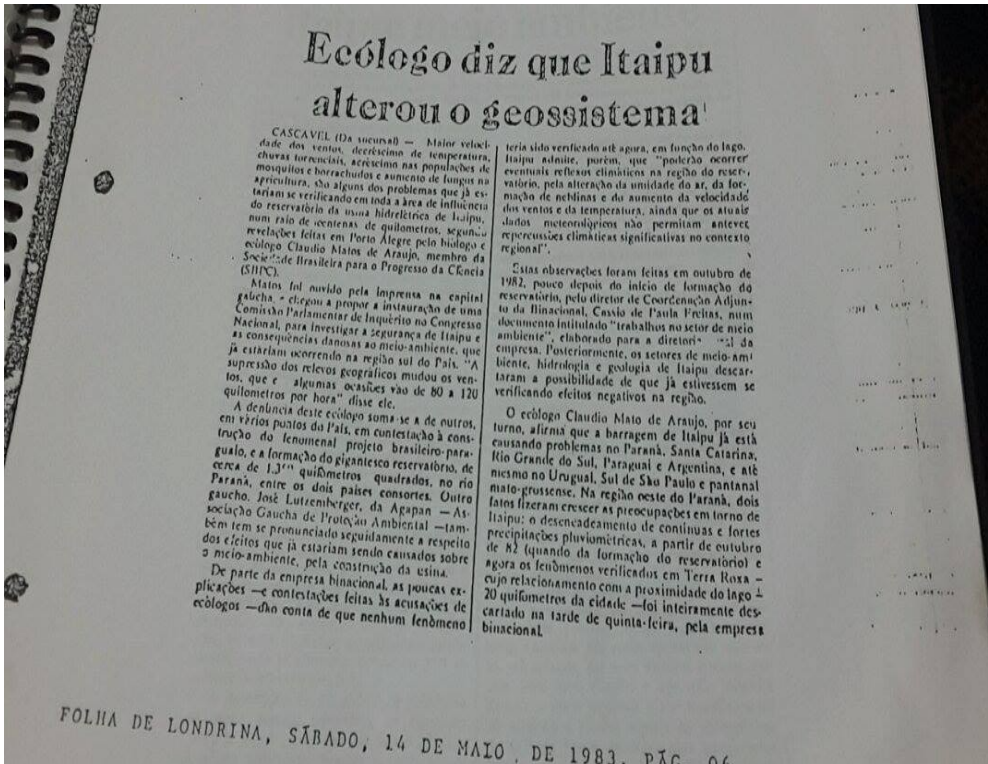 Ecólogo diz que Itaipu
alterou o geossistema
CASCAVEL (Da sucursal) — Maior veloci-
dade dos ventos, decréscimo de temperatura,
chuvas torrenciais, acréscimo nas populações de
mosquitos e borrachudos e aumento de fungos na
agricultura, são alguns dos problemas que já es-
tariam se verificando em toda a área de influência
do reservatório da usina hidrelétrica de Itaipu,
num raio de centenas de quilometros, segundo
revelações feitas em Porto Alegre pelo biólogo e
ecólogo Claudio Matos de Araujo, membro da
Sociedade Brasileira para o Progresso da Ciência
(SBPC).
Matos foi ouvido pela imprensa na capital
gaúcha, chegou a propor a instauração de uma
Comissão Parlamentar de Inquérito no Congresso
Nacional, para investigar a segurança de Itaipu e
as consequências danosas ao meio-ambiente, que
já estariam ocorrendo na região sul do País. "A
supressão dos relevos geográficos mudou os ven-
tos, que e algumas ocasiões vão de 80 a 120
quilometros por hora" disse ele.
A denúncia deste ecólogo soma-se a de outros,
em vários pontos do País, em contestação à cons-
trução do fenomenal projeto brasileiro-para-
guaio, e a formação do gigantesco reservatório, de
cerca de quilômetros quadrados, no rio
Paraná, entre os dois países consortes. Outro
gaucho, José Lutzemberger, da Agapan — As-
sociação Gaucha de Proteção Ambiental — tam-
bém tem se pronunciado seguidamente a respeito
dos efeitos que já estariam sendo causados sobre
o meio-ambiente, pela construção da usina.
De parte da empresa binacional, as poucas ex-
plicações — e contestações feitas às acusações de
ecólogos — dão conta de que nenhum fenômeno
teria sido verificado até agora, em função do lago.
Itaipu admite, porém, que "poderão ocorrer
eventuais reflexos climáticos na região do reser-
vatório, pela alteração da umidade do ar, da for-
mação de neblinas e do aumento da velocidade
dos ventos e da temperatura, ainda que os atuais
dados meteorológicos não permitam antever
repercussões climáticas significativas no contexto
regional".
Estas observações foram feitas em outubro de
1982, pouco depois do início de formação do
reservatório, pelo diretor de Coordenação Adjun-
to da Binacional, Cassio de Paula Freitas, num
documento intitulado "trabalhos no setor de meio
ambiente", elaborado para a da
empresa. Posteriormente, os setores de meio-am
biente, hidrologia e geologia de Itaipu descar-
taram a possibilidade de que já estivessem se
verificando efeitos negativos na região.
O ecólogo Claudio Mato de Araujo, por seu
turno, afirma que a barragem de Itaipu já está
causando problemas no Paraná, Santa Catarina,
Rio Grande do Sul, Paraguai e Argentina, e até
mesmo no Uruguai, Sul de São Paulo e pantanal
mato-grussense. Na região oeste do Paraná, dois
fatos fizeram crescer as preocupações em torno de
Itaipu: o desencadeamento de contínuas e fortes
precipitações pluviométricas, a partir de outubro
de 82 (quando da formação do reservatório) e
agora os fenômenos verificados em Terra Roxa —
cujo relacionamento com a proximidade do lago —
20 quilometros da cidade — foi inteiramente des-
cartado na tarde de quinta-feira, pela empresa
binacional.
FOLHA DE LONDRINA, SÁBADO, 14 DE MAIO DE 1983. PÁG. 06